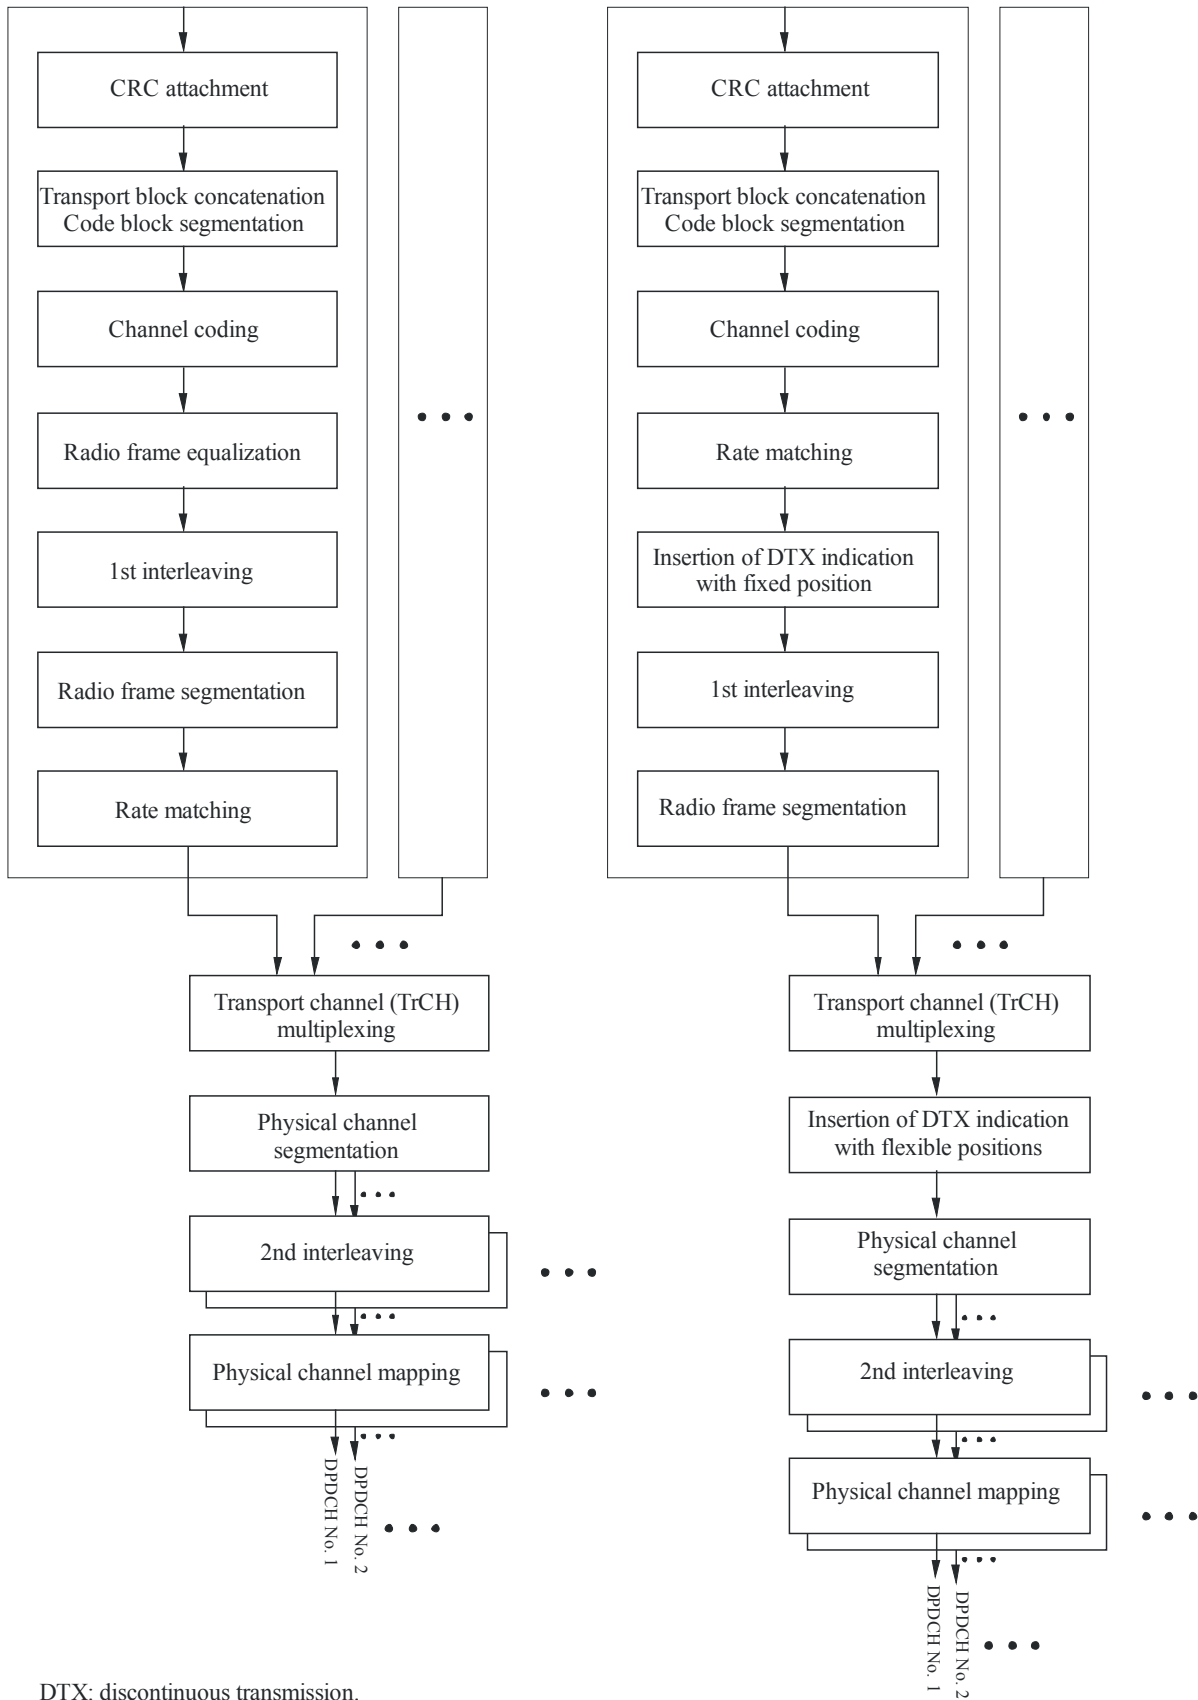 CRC attachment
Transport block concatenation
Code block segmentation
Channel coding
Radio frame equalization
1st interleaving
Radio frame segmentation
Rate matching
Transport channel (TrCH)
multiplexing
Physical channel
segmentation
2nd interleaving
Physical channel mapping
DPDCH No. 1
DPDCH No. 2
CRC attachment
Transport block concatenation
Code block segmentation
Channel coding
Rate matching
Insertion of DTX indication
with fixed position
1st interleaving
Radio frame segmentation
Transport channel (TrCH)
multiplexing
Insertion of DTX indication
with flexible positions
Physical channel
segmentation
2nd interleaving
Physical channel mapping
DPDCH No. 1
DPDCH No. 2
DTX: discontinuous transmission.